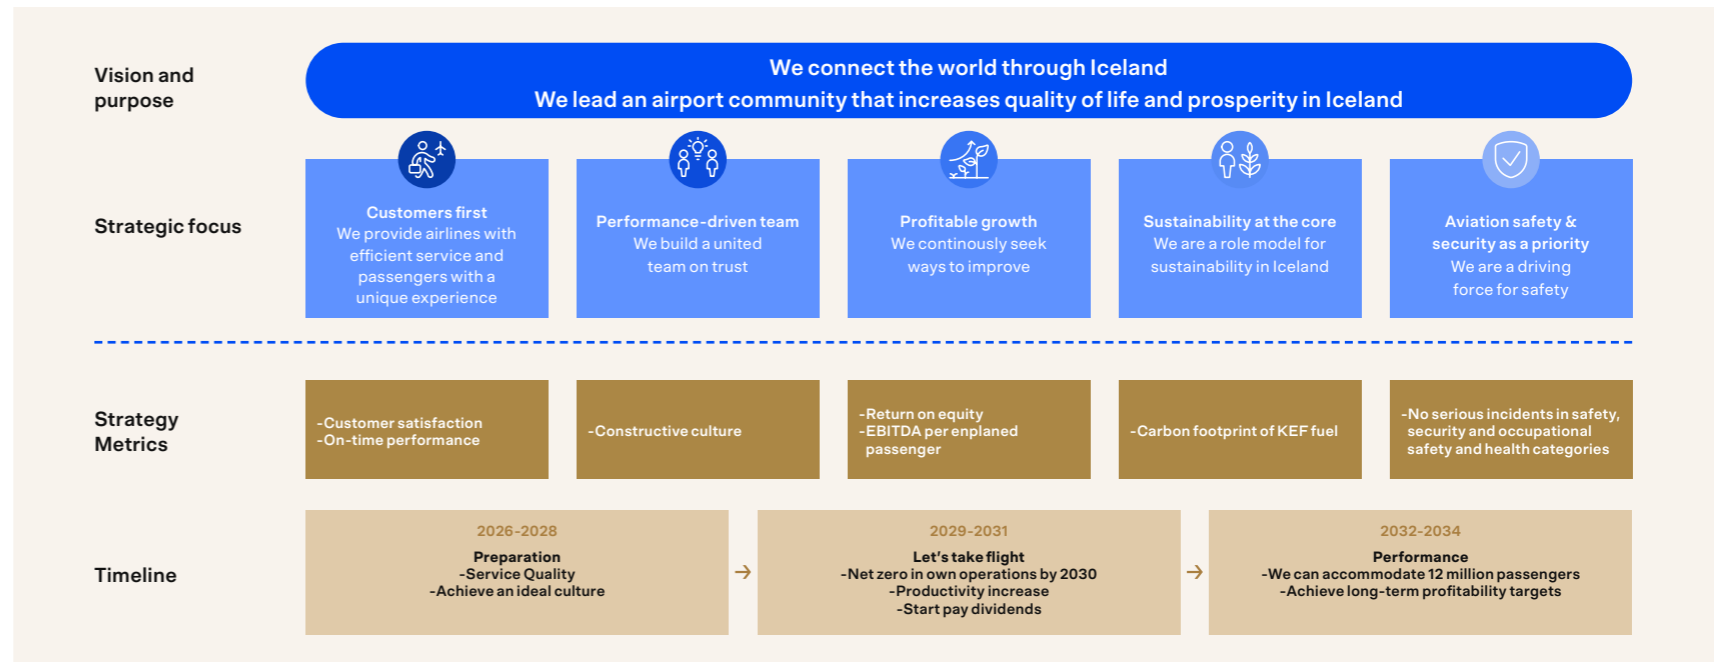 Vision and
purpose
We connect the world through Iceland
We lead an airport community that increases quality of life and prosperity in Iceland
Strategic focus
Customers first
We provide airlines with
efficient service and
passengers with a
unique experience
Performance-driven team
We build a united
team on trust
Profitable growth
We continously seek
ways to improve
Sustainability at the core
We are a role model for
sustainability in Iceland
Aviation safety &
security as a priority
We are a driving
force for safety
Strategy
Metrics
-Customer satisfaction
-On-time performance
-Constructive culture
-Return on equity
-EBITDA per enplaned
passenger
-Carbon footprint of KEF fuel
-No serious incidents in safety,
security and occupational
safety and health categories
Timeline
2026-2028
Preparation
-Service Quality
-Achieve an ideal culture
2029-2031
Let's take flight
-Net zero in own operations by 2030
-Productivity increase
-Start pay dividends
2032-2034
Performance
-We can accommodate 12 million passengers
-Achieve long-term profitability targets